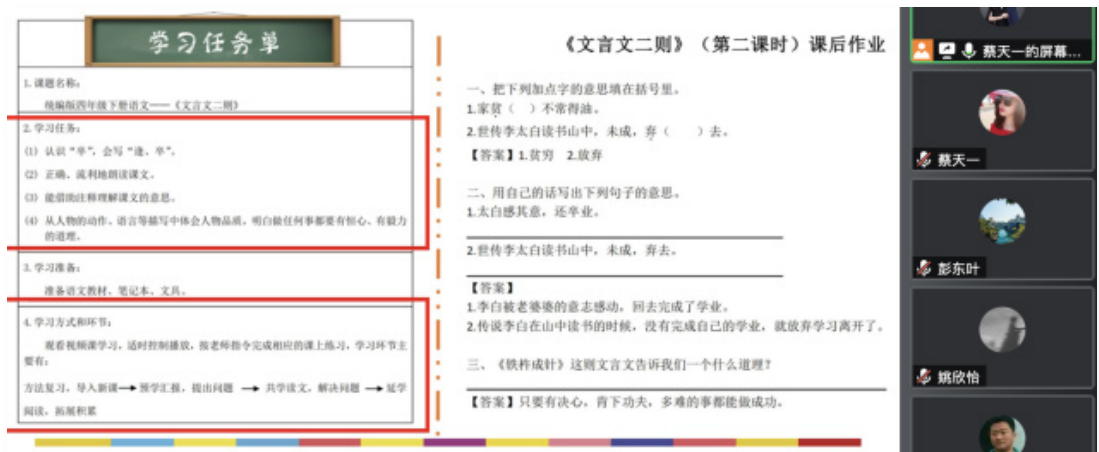 学习任务单
1.课题名称：
统编版四年级下册语文——《文言文二则》
2.学习任务：
(1) 认识“卒”，会写“逢、卒”。
(2) 正确、流利地朗读课文。
(3) 能借助注释理解课文的意思。
(4) 从人物的动作、语言等描写中体会人物品质，明白做任何事都要有恒心、有毅力
的道理。
3.学习准备：
准备语文教材、笔记本、文具。
4.学习方式和环节：
观看视频课学习，适时控制播放，按老师指令完成相应的课上练习，学习环节主
要有：
方法复习，导入新课→预学汇报，提出问题 → 共学读文，解决问题 →延学
阅读，拓展积累
《文言文二则》（第二课时）课后作业
一、把下列加点字的意思填在括号里。
1.家贫（ ）不常得油。
2.世传李太白读书山中，未成，弃（ ）去。
【答案】1.贫穷 2.放弃
二、用自己的话写出下列句子的意思。
1.太白感其意，还卒业。
2.世传李太白读书山中，未成，弃去。
【答案】
1.李白被老婆婆的意志感动，回去完成了学业。
2.传说李白在山中读书的时候，没有完成自己的学业，就放弃学习离开了。
三、《铁杵成针》这则文言文告诉我们一个什么道理？
【答案】只要有决心，肯下功夫，多难的事都能做成功。
蔡天一的屏幕...
蔡天一
彭东叶
姚欣怡